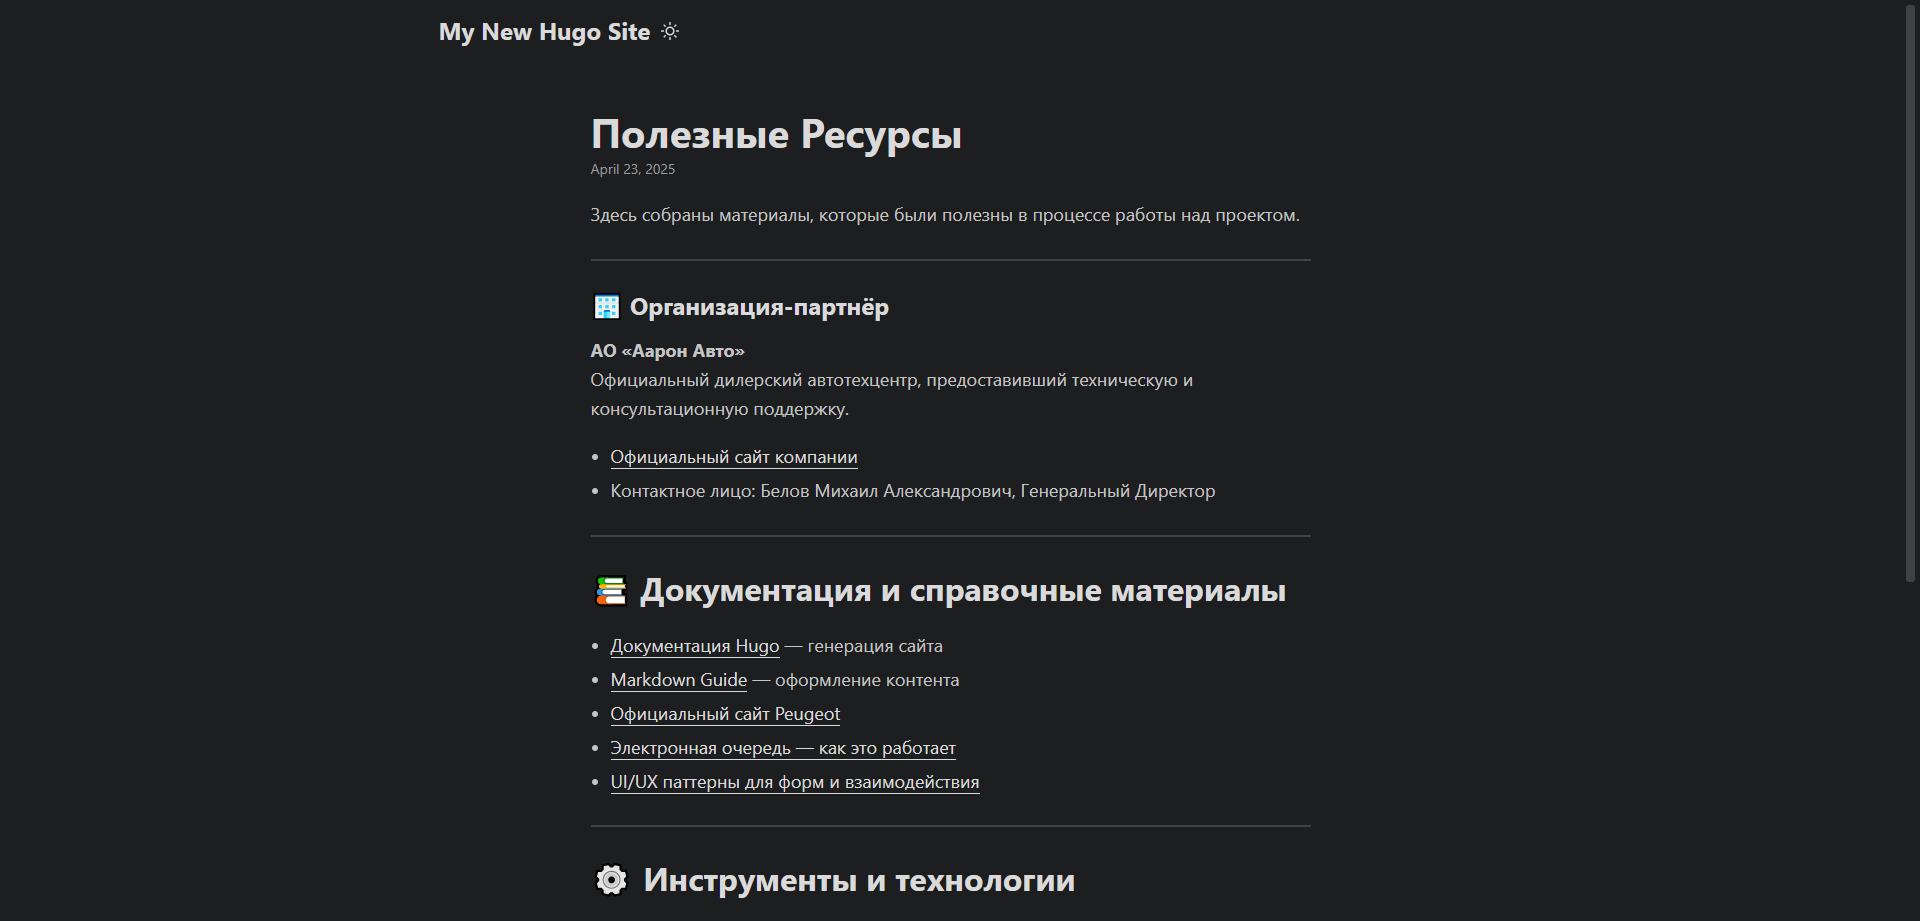 My New Hugo Site
Полезные Ресурсы
April 23, 2025
Здесь собраны материалы, которые были полезны в процессе работы над проектом.
Организация-партнёр
АО «Аарон Авто»
Официальный дилерский автотехцентр, предоставивший техническую и
консультационную поддержку.
• Официальный сайт компании
• Контактное лицо: Белов Михаил Александрович, Генеральный Директор
Документация и справочные материалы
• Документация Hugo — генерация сайта
• Markdown Guide — оформление контента
• Официальный сайт Peugeot
• Электронная очередь — как это работает
• UI/UX паттерны для форм и взаимодействия
Инструменты и технологии